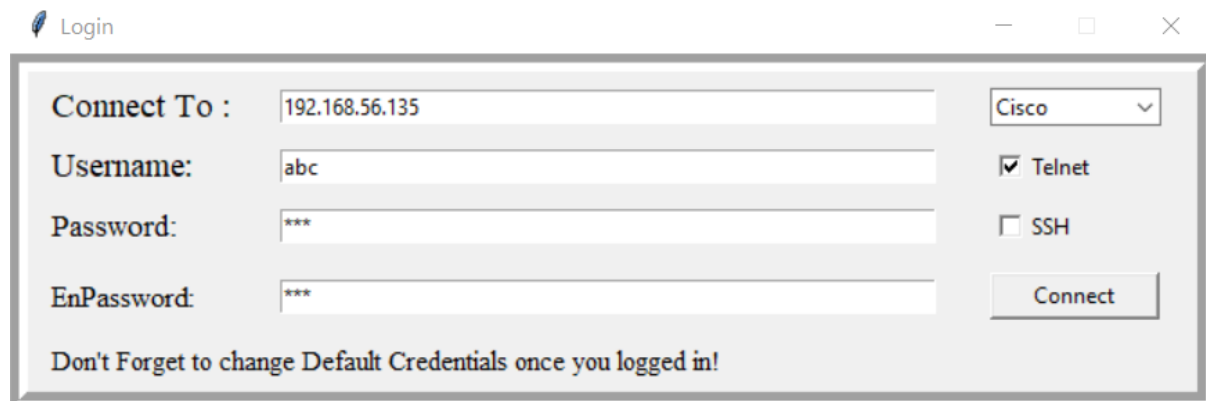 Login
Connect To : 192.168.56.135 Cisco
Username: abc Telnet
Password: *** SSH
EnPassword: *** Connect
Don't Forget to change Default Credentials once you logged in!